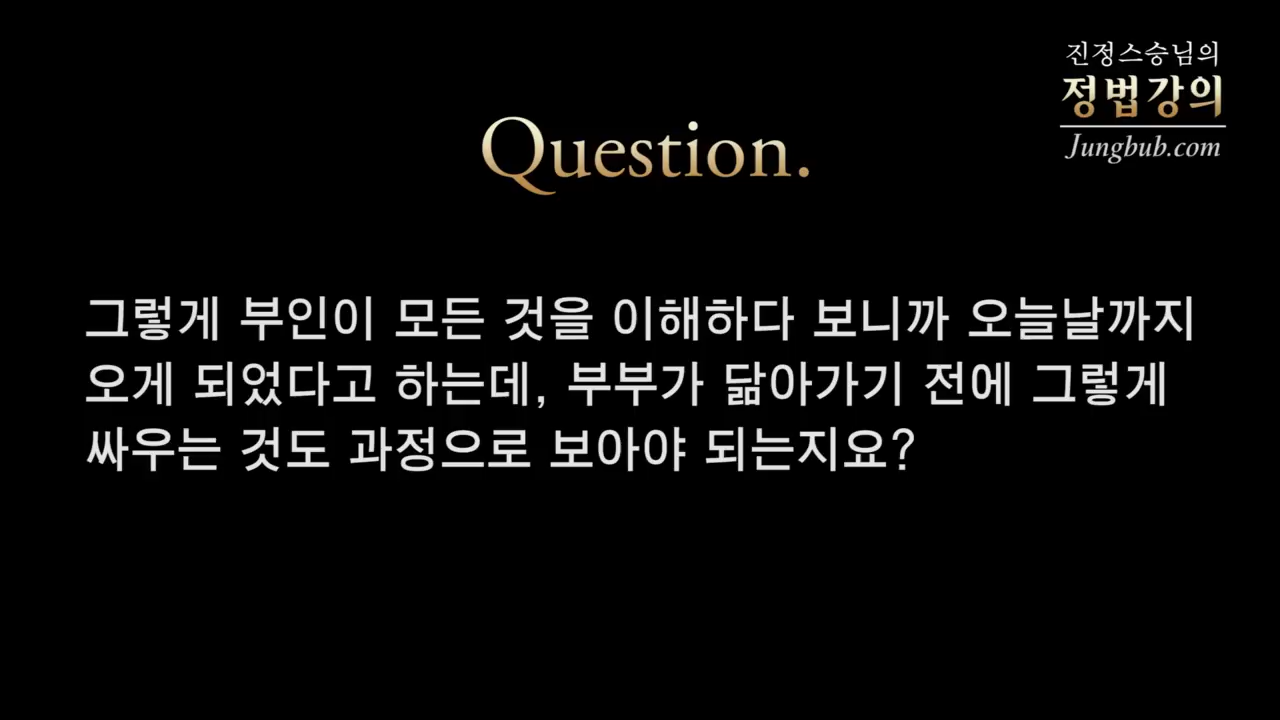 진정스승님의
정법강의
Jungbub.com
Question.
그렇게 부인이 모든 것을 이해하다 보니까 오늘날까지
오게 되었다고 하는데, 부부가 닮아가기 전에 그렇게
싸우는 것도 과정으로 보아야 되는지요?